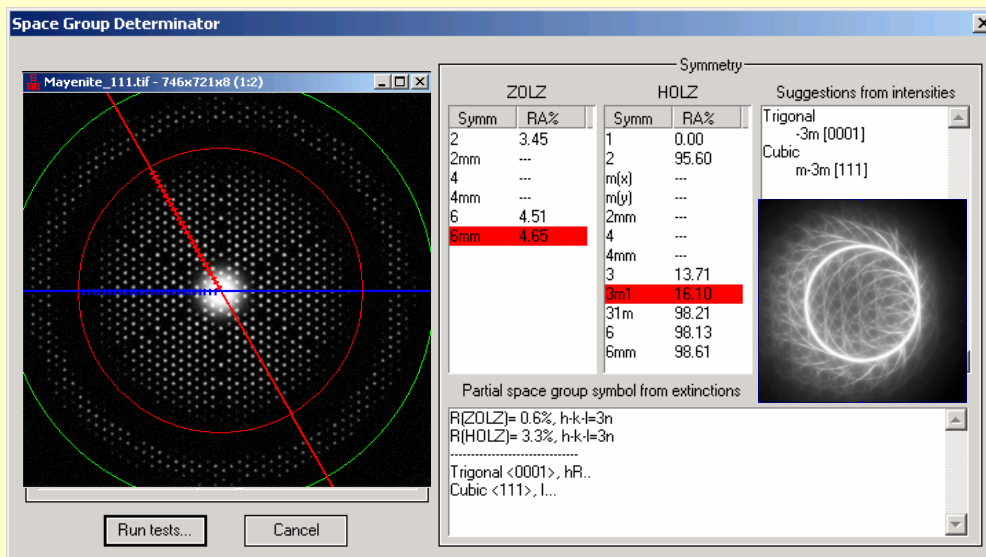 Space Group Determinator
Mayenite_111.tif - 746x721x8 (1:2)
Symmetry
ZOLZ
Symm RA%
2 3.45
2mm ---
4 ---
4mm ---
6 4.51
6mm 4.65
HOLZ
Symm RA%
1 0.00
2 95.60
m(x) ---
m(y) ---
2mm ---
4 ---
4mm ---
3 13.71
3m1 16.10
31m 98.21
6 98.13
6mm 98.61
Suggestions from intensities
Trigonal
-3m [0001]
Cubic
m-3m [111]
Partial space group symbol from extinctions
R(ZOLZ)= 0.6%, h-k-l=3n
R(HOLZ)= 3.3%, h-k-l=3n
------------------------------
Trigonal <0001>, hR..
Cubic <111>, I...
Run tests...
Cancel